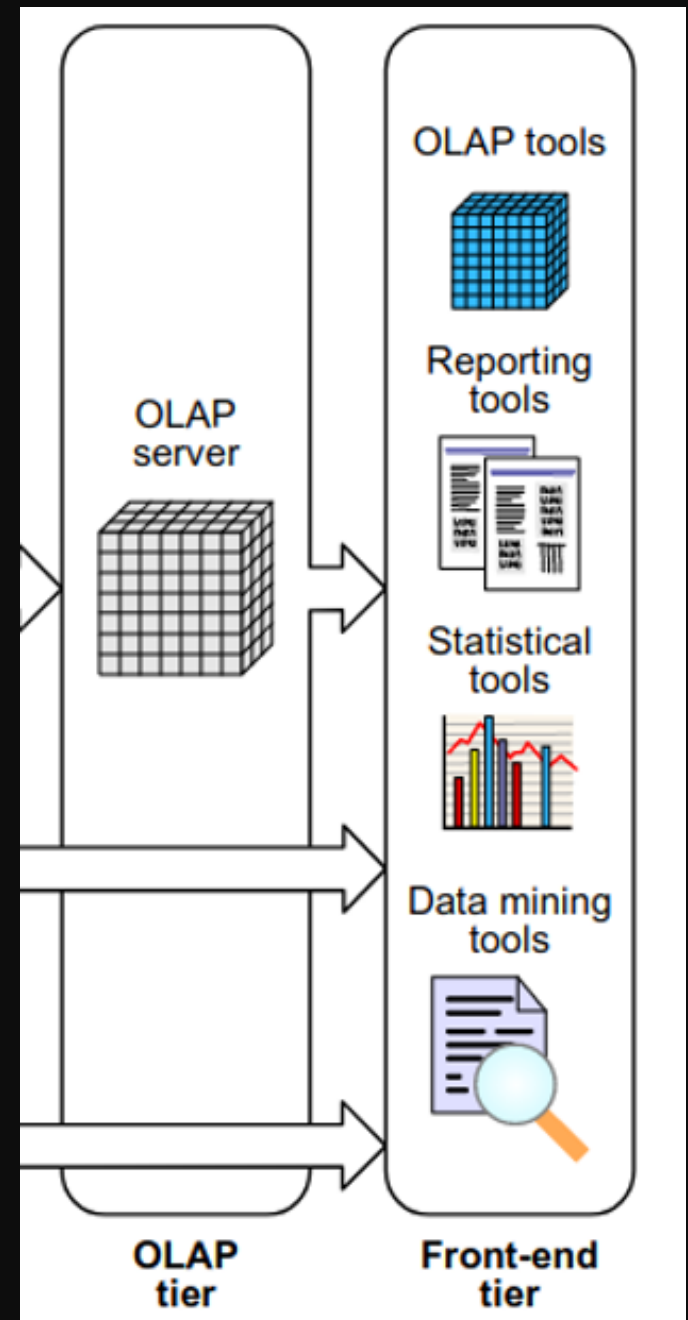 OLAP
server
OLAP tools
Reporting
tools
Statistical
tools
Data mining
tools
OLAP
tier
Front-end
tier